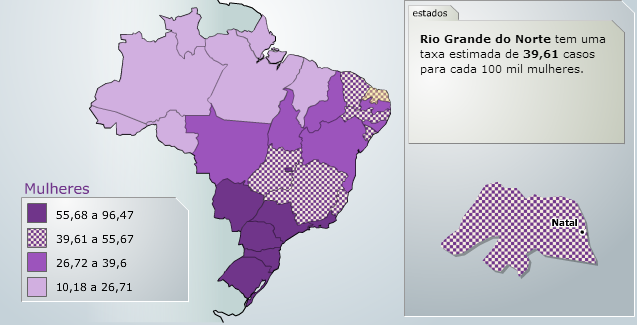 estados
Rio Grande do Norte tem uma
taxa estimada de 39,61 casos
para cada 100 mil mulheres.
Mulheres
55,68 a 96,47
39,61 a 55,67
26,72 a 39,6
10,18 a 26,71
Natal